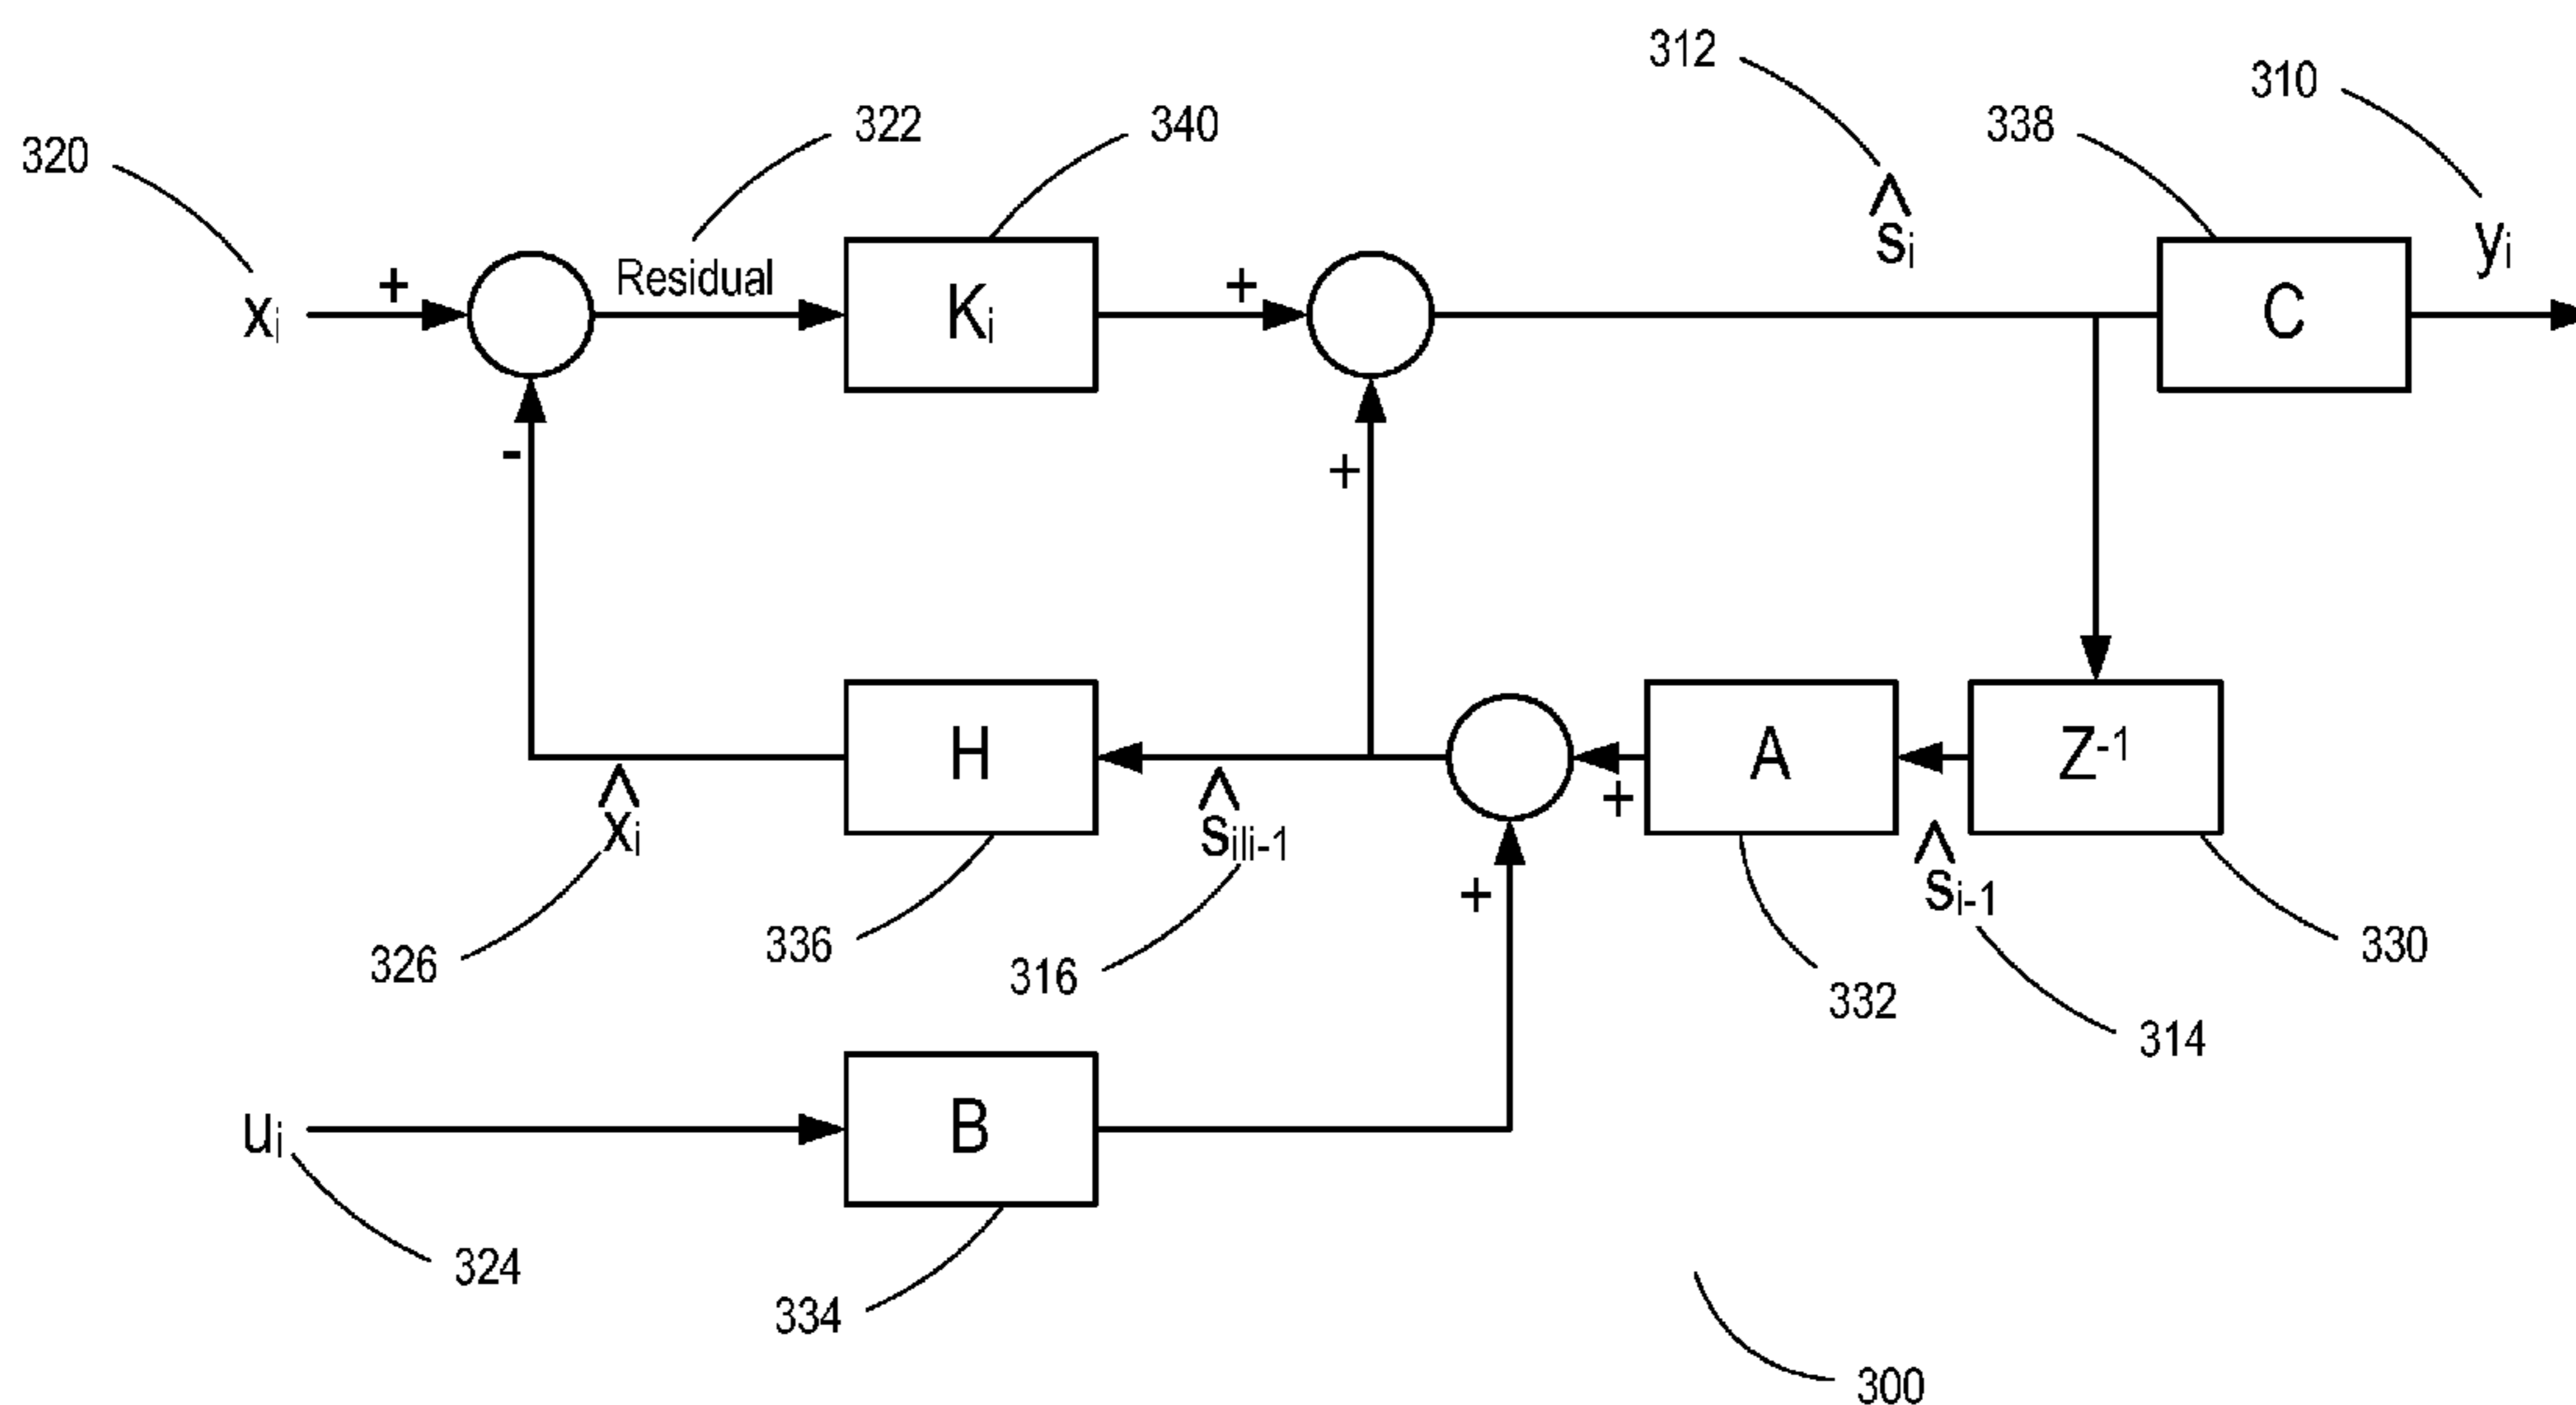 312
310
322
340
338
320
ŝi
yi
Residual
+
+
xi
Ki
C
-
+
H
A
Z-1
+
x̂i
ŝi|i-1
ŝi-1
+
326
336
316
332
330
314
ui
B
324
334
300